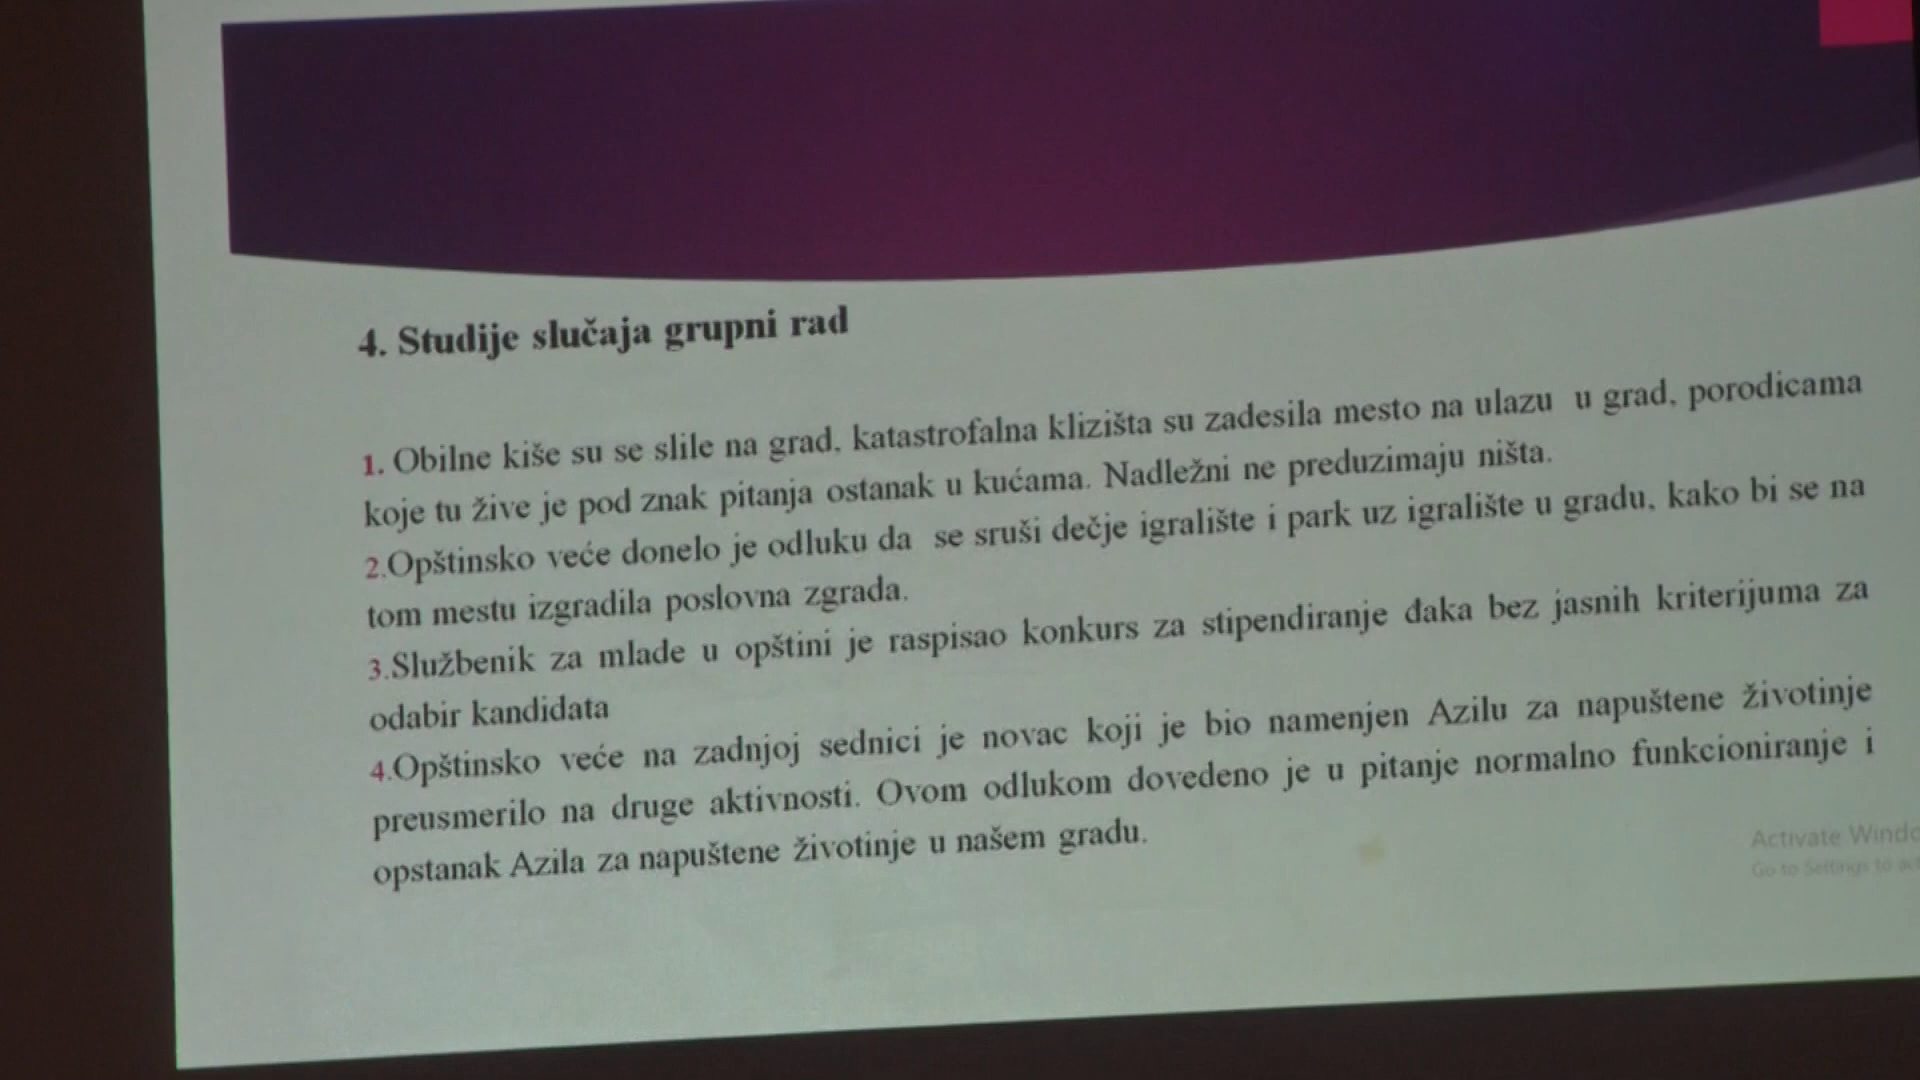 4. Studije slučaja grupni rad
1. Obilne kiše su se slile na grad, katastrofalna klizišta su zadesila mesto na ulazu u grad, porodicama
koje tu žive je pod znak pitanja ostanak u kućama. Nadležni ne preduzimaju ništa.
2.Opštinsko veće donelo je odluku da se sruši dečje igralište i park uz igralište u gradu, kako bi se na
tom mestu izgradila poslovna zgrada.
3.Službenik za mlade u opštini je raspisao konkurs za stipendiranje đaka bez jasnih kriterijuma za
odabir kandidata
4.Opštinsko veće na zadnjoj sednici je novac koji je bio namenjen Azilu za napuštene životinje
preusmerilo na druge aktivnosti. Ovom odlukom dovedeno je u pitanje normalno funkcioniranje i
opstanak Azila za napuštene životinje u našem gradu.
Activate Windo
Go to Settings to